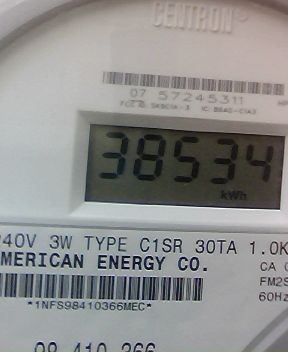 CENTRON®
07 57245311
38534
kWh
240V 3W TYPE C1SR 30TA 1.0K
AMERICAN ENERGY CO.
CA
FM2S
60Hz
*1NFS98410366MEC*
98 410 366